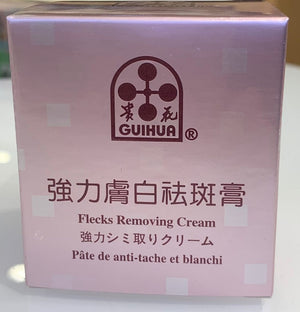 貴花
GUIHUA®
強力膚白祛斑膏
Flecks Removing Cream
強力シミ取りクリーム
Pâte de anti-tache et blanchi